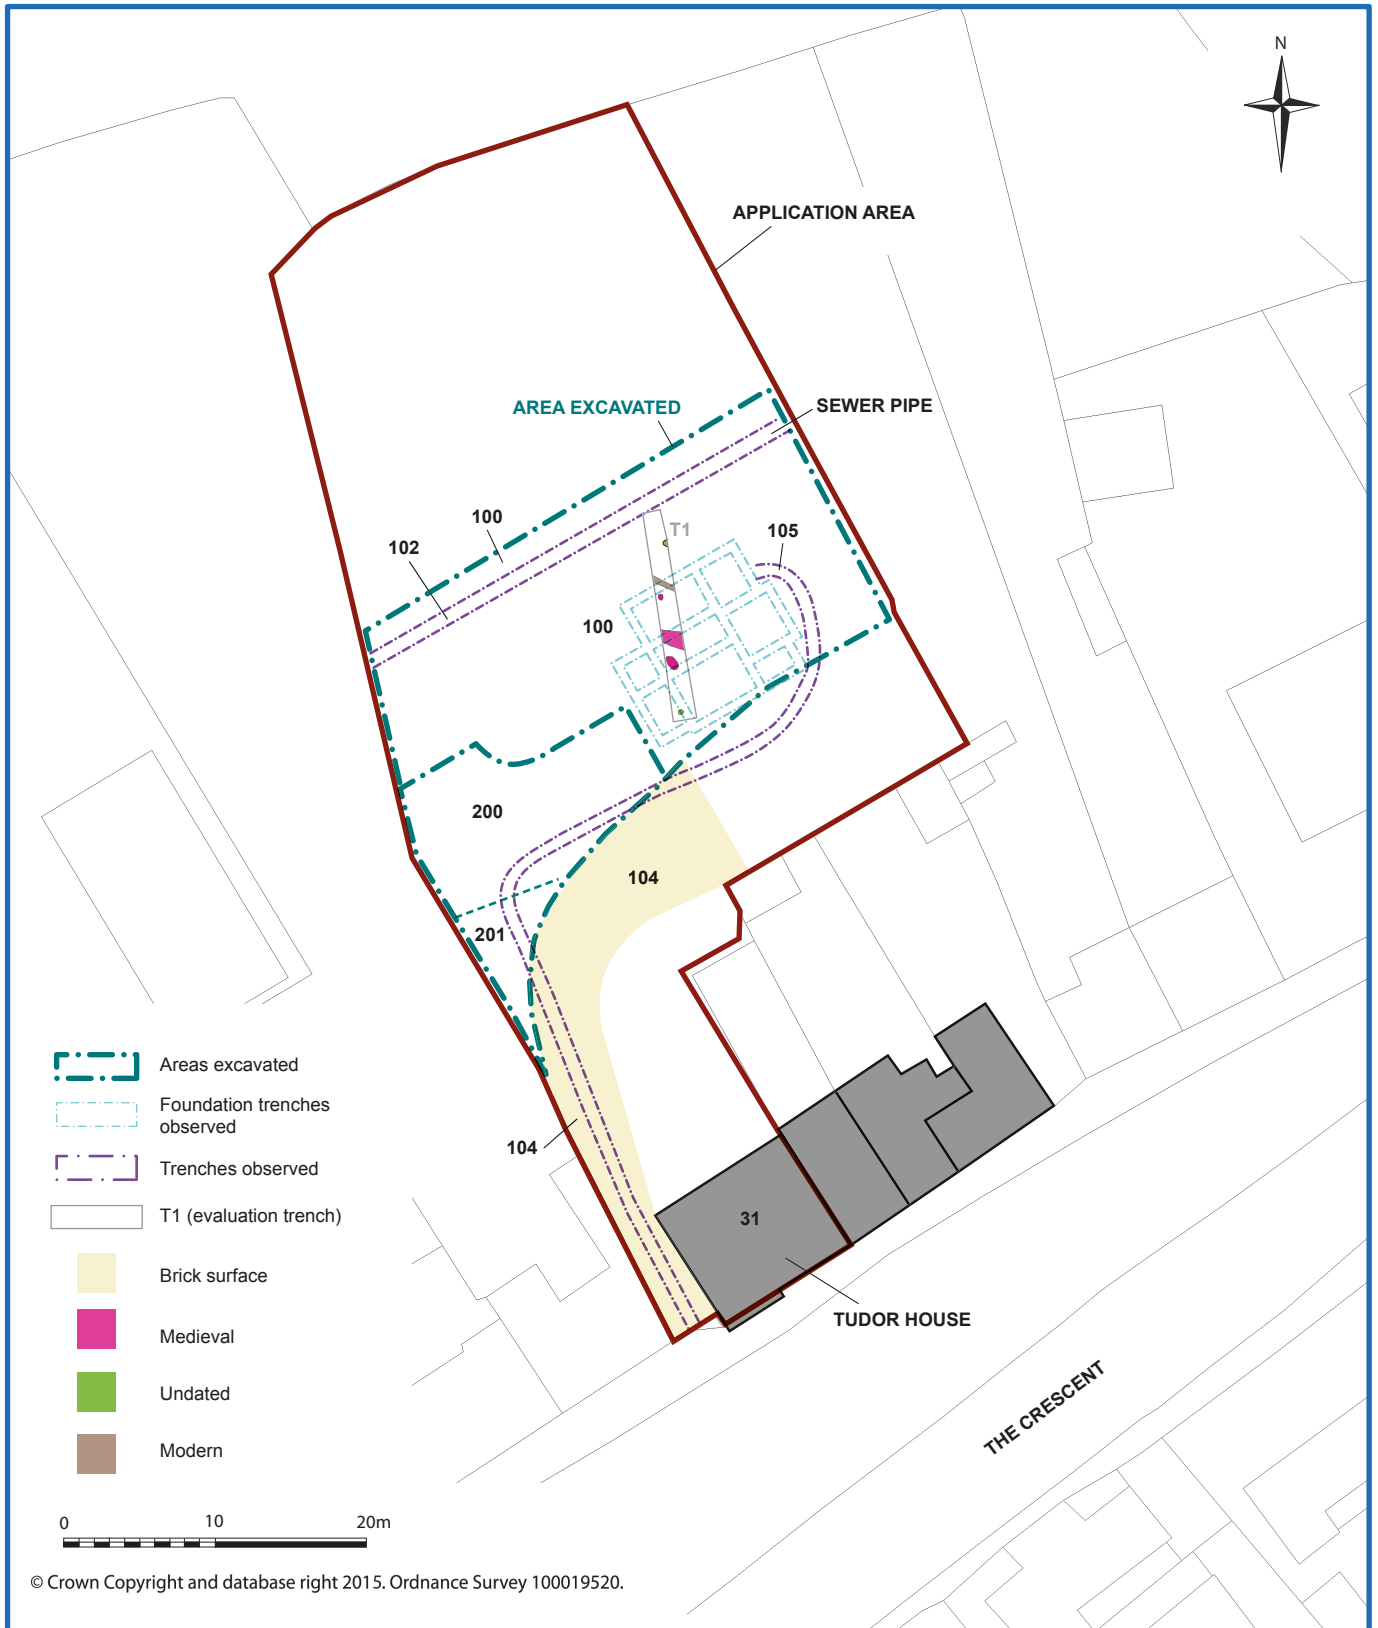 N
APPLICATION AREA
AREA EXCAVATED
SEWER PIPE
100
102
T1
105
100
200
104
201
104
31
TUDOR HOUSE
THE CRESCENT
Areas excavated
Foundation trenches
observed
Trenches observed
T1 (evaluation trench)
Brick surface
Medieval
Undated
Modern
0 10 20m
© Crown Copyright and database right 2015. Ordnance Survey 100019520.